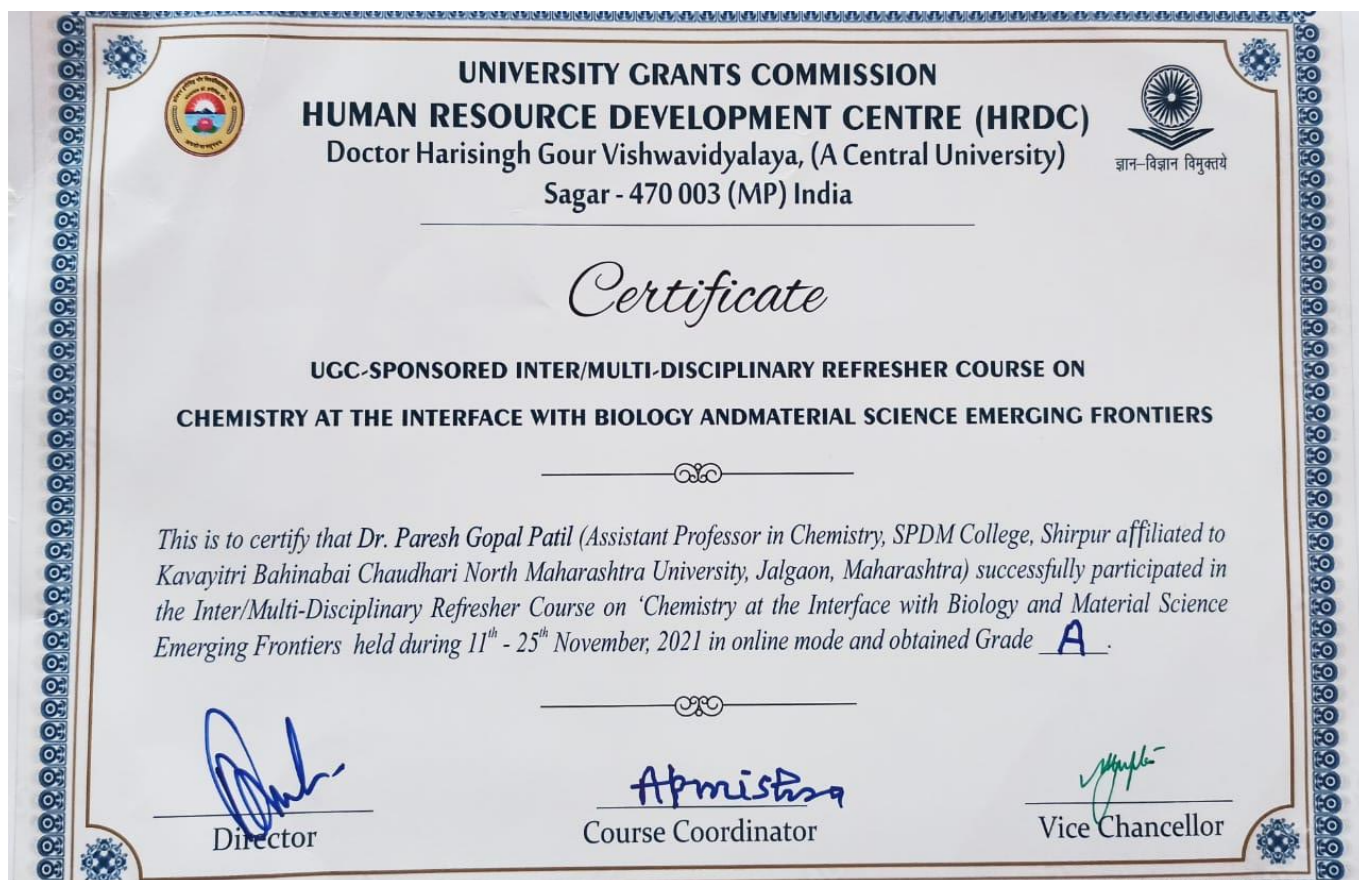 UNIVERSITY GRANTS COMMISSION
HUMAN RESOURCE DEVELOPMENT CENTRE (HRDC)
Doctor Harisingh Gour Vishwavidyalaya, (A Central University)
Sagar - 470 003 (MP) India
ज्ञान-विज्ञान विमुक्तये
Certificate
UGC-SPONSORED INTER/MULTI-DISCIPLINARY REFRESHER COURSE ON
CHEMISTRY AT THE INTERFACE WITH BIOLOGY ANDMATERIAL SCIENCE EMERGING FRONTIERS
This is to certify that Dr. Paresh Gopal Patil (Assistant Professor in Chemistry, SPDM College, Shirpur affiliated to
Kavayitri Bahinabai Chaudhari North Maharashtra University, Jalgaon, Maharashtra) successfully participated in
the Inter/Multi-Disciplinary Refresher Course on ‘Chemistry at the Interface with Biology and Material Science
Emerging Frontiers held during 11th - 25th November, 2021 in online mode and obtained Grade A.
Apmishra
Director
Course Coordinator
Vice Chancellor